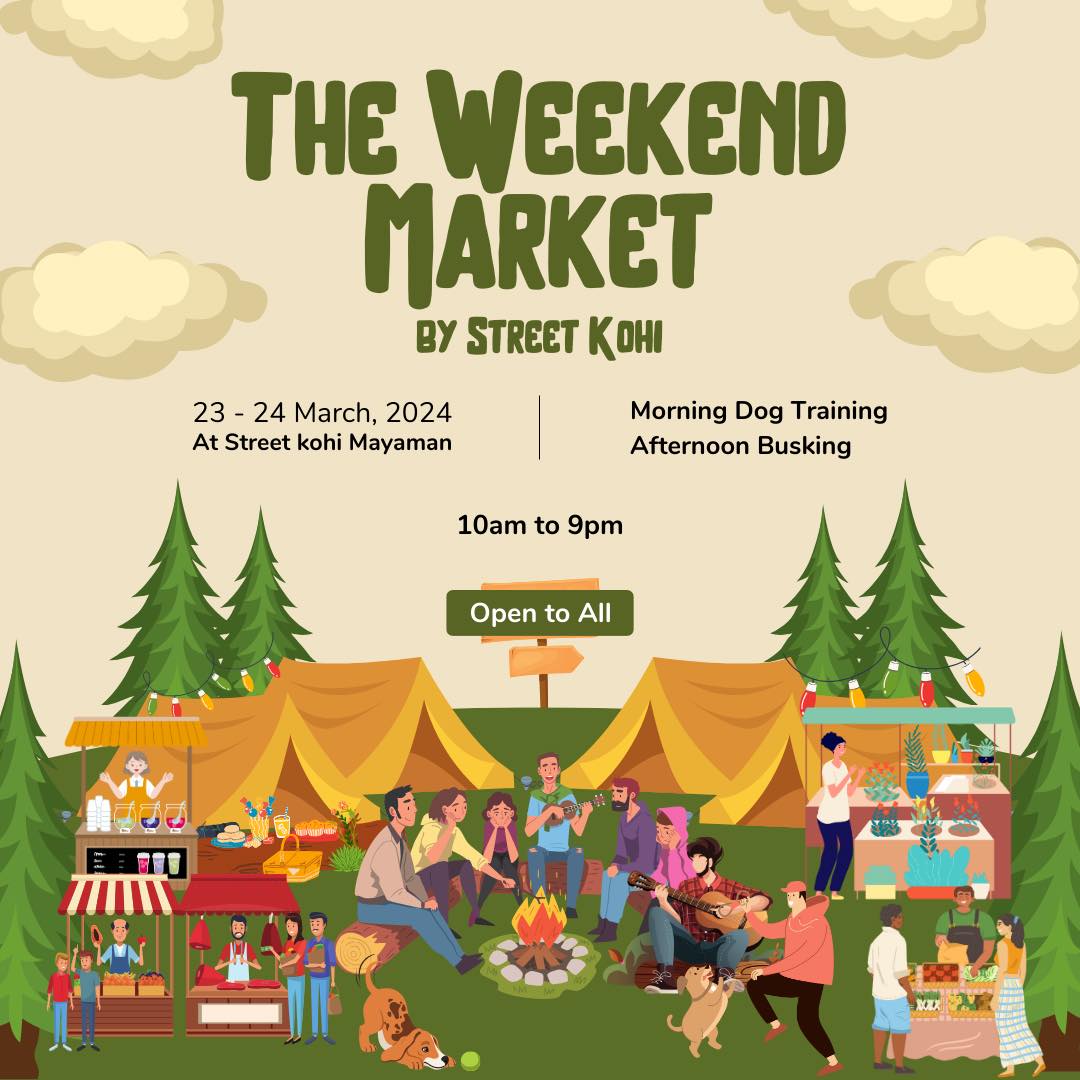 The Weekend
Market
by Street Kohi
23 - 24 March, 2024
At Street kohi Mayaman
Morning Dog Training
Afternoon Busking
10am to 9pm
Open to All